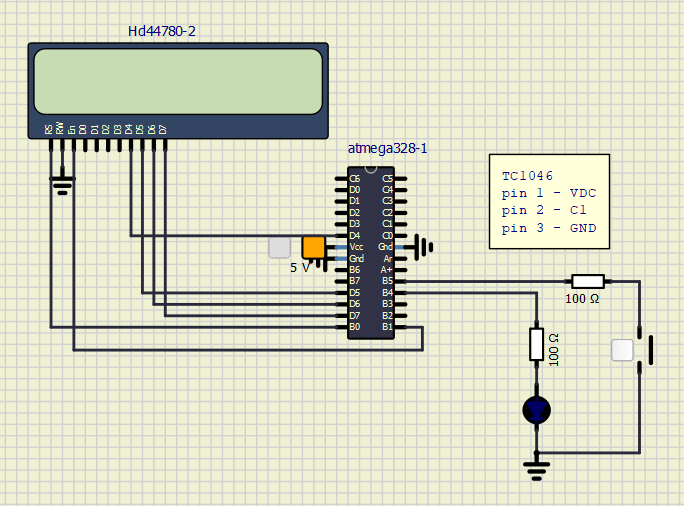 Hd44780-2
RS RW En D0 D1 D2 D3 D4 D5 D6 D7
atmega328-1
C6 C5
D0 C4
D1 C3
D2 C2
D3 C1
D4 C0
Vcc Gnd
Gnd Ar
B6 A+
B7 B5
D5 B4
D6 B3
D7 B2
B0 B1
5 V
TC1046
pin 1 - VDC
pin 2 - C1
pin 3 - GND
100 Ω
100 Ω